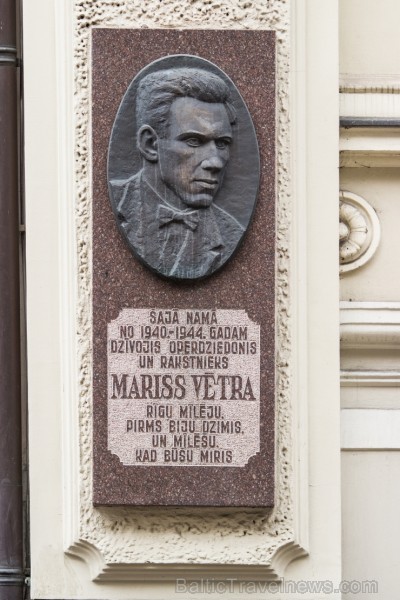 ŠAJĀ NAMĀ
NO 1940.-1944. GADAM
DZĪVOJIS OPERDZIEDONIS
UN RAKSTNIEKS
MARISS VĒTRA
RĪGU MĪLĒJU,
PIRMS BIJU DZIMIS,
UN MĪLĒŠU,
KAD BŪŠU MIRIS
BalticTravelnews.com